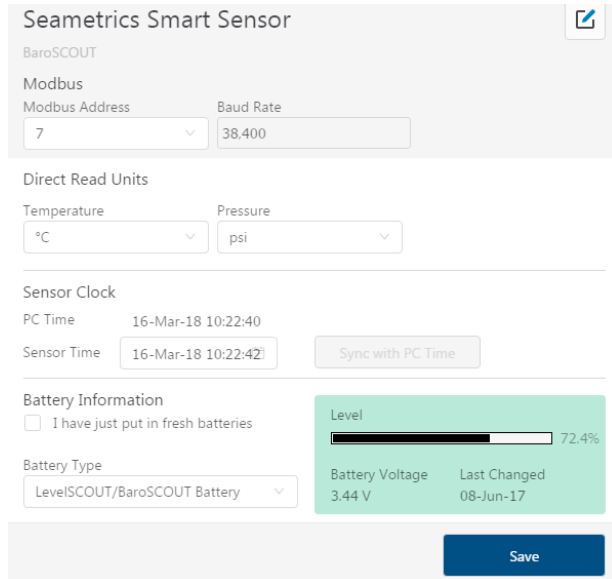 Seametrics Smart Sensor
BaroSCOUT
Modbus
Modbus Address Baud Rate
7 38,400
Direct Read Units
Temperature Pressure
°C psi
Sensor Clock
PC Time 16-Mar-18 10:22:40
Sensor Time 16-Mar-18 10:22:42 Sync with PC Time
Battery Information
I have just put in fresh batteries
Battery Type
LevelSCOUT/BaroSCOUT Battery
Level
72.4%
Battery Voltage Last Changed
3.44 V 08-Jun-17
Save